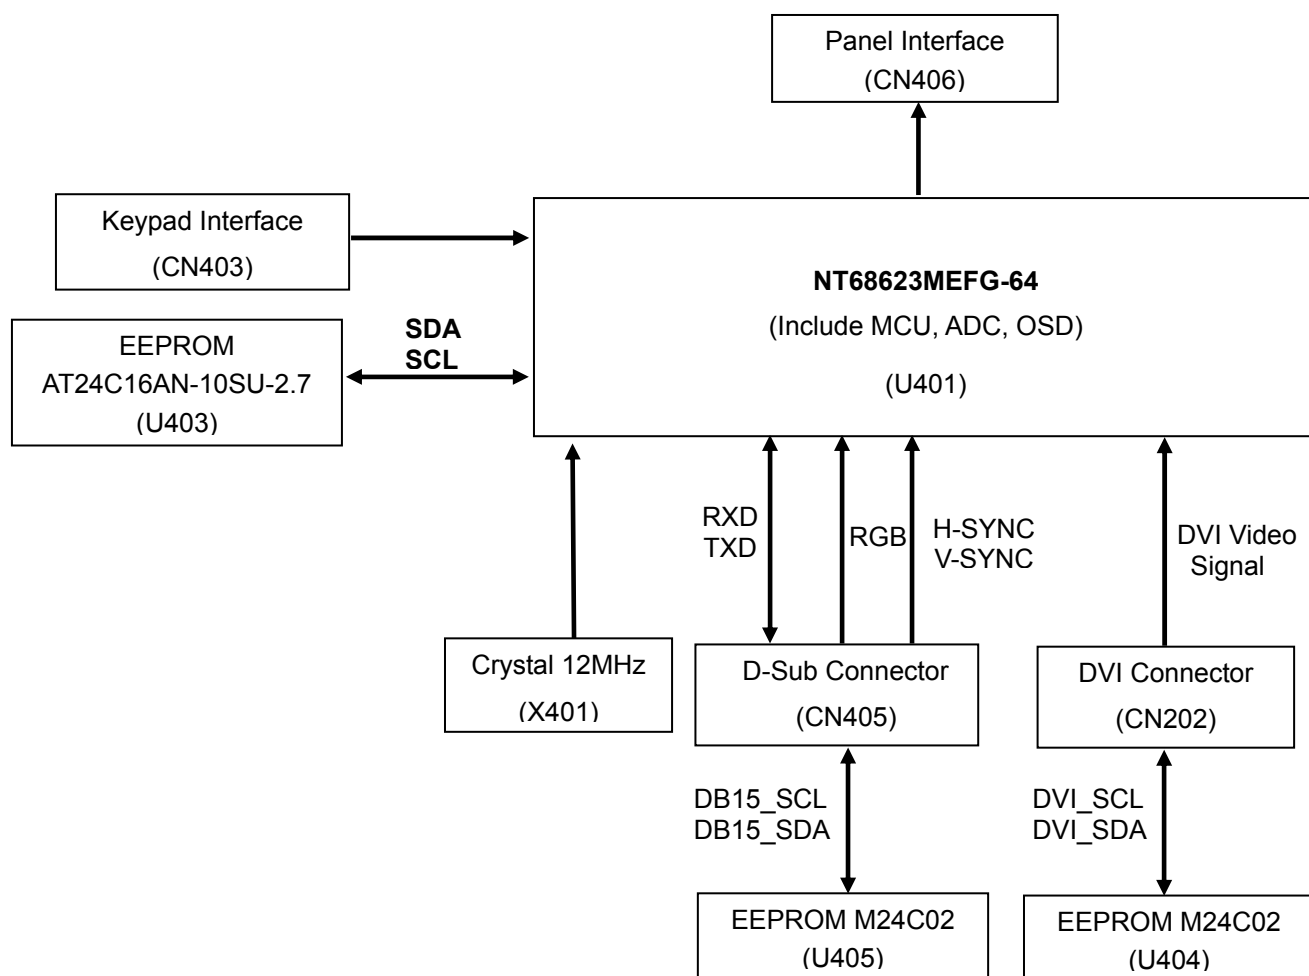 Panel Interface
(CN406)
Keypad Interface
(CN403)
NT68623MEFG-64
(Include MCU, ADC, OSD)
(U401)
SDA
SCL
EEPROM
AT24C16AN-10SU-2.7
(U403)
RXD
TXD
RGB
H-SYNC
V-SYNC
DVI Video
Signal
Crystal 12MHz
(X401)
D-Sub Connector
(CN405)
DVI Connector
(CN202)
DB15_SCL
DB15_SDA
DVI_SCL
DVI_SDA
EEPROM M24C02
(U405)
EEPROM M24C02
(U404)